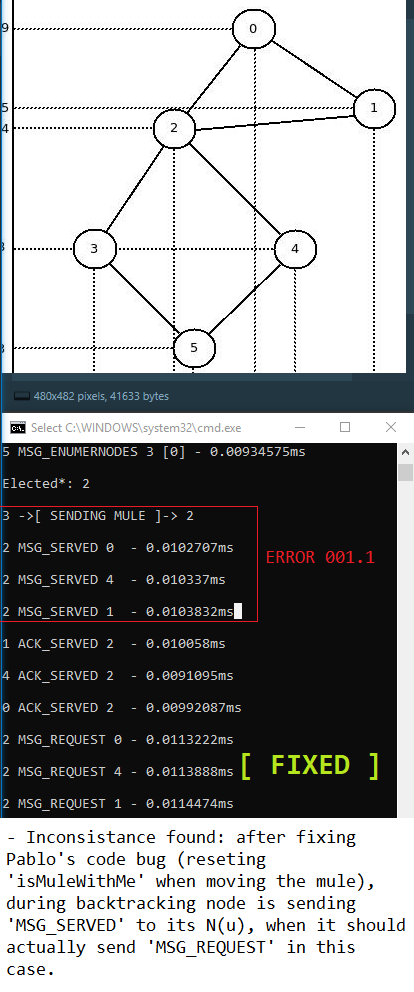 9
0
5
1
4
2
3
4
5
480x482 pixels, 41633 bytes
Select C:\WINDOWS\system32\cmd.exe
5 MSG_ENUMERNODES 3 [0] - 0.00934575ms
Elected*: 2
3 ->[ SENDING MULE ]-> 2
2 MSG_SERVED 0 - 0.0102707ms
ERROR 001.1
2 MSG_SERVED 4 - 0.010337ms
2 MSG_SERVED 1 - 0.0103832ms
1 ACK_SERVED 2 - 0.010058ms
4 ACK_SERVED 2 - 0.0091095ms
0 ACK_SERVED 2 - 0.00992087ms
2 MSG_REQUEST 0 - 0.0113222ms
2 MSG_REQUEST 4 - 0.0113888ms
[ FIXED ]
2 MSG_REQUEST 1 - 0.0114474ms
- Inconsistance found: after fixing
Pablo's code bug (reseting
'isMuleWithMe' when moving the mule),
during backtracking node is sending
'MSG_SERVED' to its N(u), when it should
actually send 'MSG_REQUEST' in this
case.